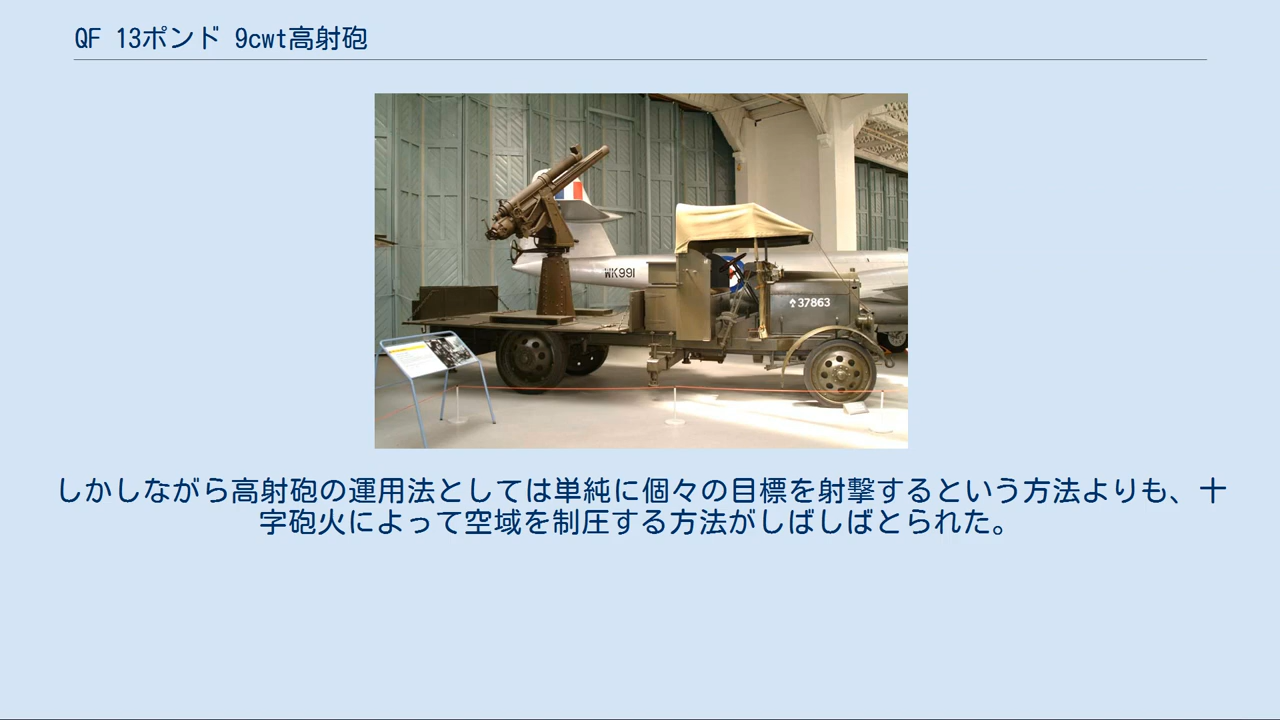 QF 13ポンド 9cwt高射砲
WK991
37863
しかしながら高射砲の運用法としては単純に個々の目標を射撃するという方法よりも、十
字砲火によって空域を制圧する方法がしばしばとられた。